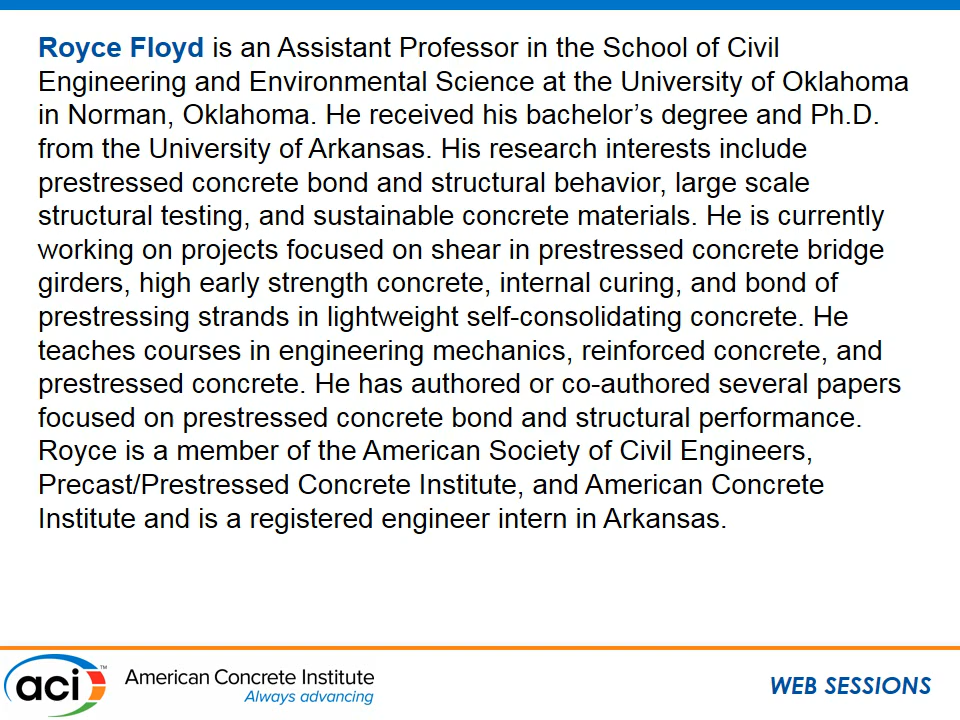 Royce Floyd is an Assistant Professor in the School of Civil
Engineering and Environmental Science at the University of Oklahoma
in Norman, Oklahoma. He received his bachelor’s degree and Ph.D.
from the University of Arkansas. His research interests include
prestressed concrete bond and structural behavior, large scale
structural testing, and sustainable concrete materials. He is currently
working on projects focused on shear in prestressed concrete bridge
girders, high early strength concrete, internal curing, and bond of
prestressing strands in lightweight self-consolidating concrete. He
teaches courses in engineering mechanics, reinforced concrete, and
prestressed concrete. He has authored or co-authored several papers
focused on prestressed concrete bond and structural performance.
Royce is a member of the American Society of Civil Engineers,
Precast/Prestressed Concrete Institute, and American Concrete
Institute and is a registered engineer intern in Arkansas.
aci™
American Concrete Institute
Always advancing
WEB SESSIONS